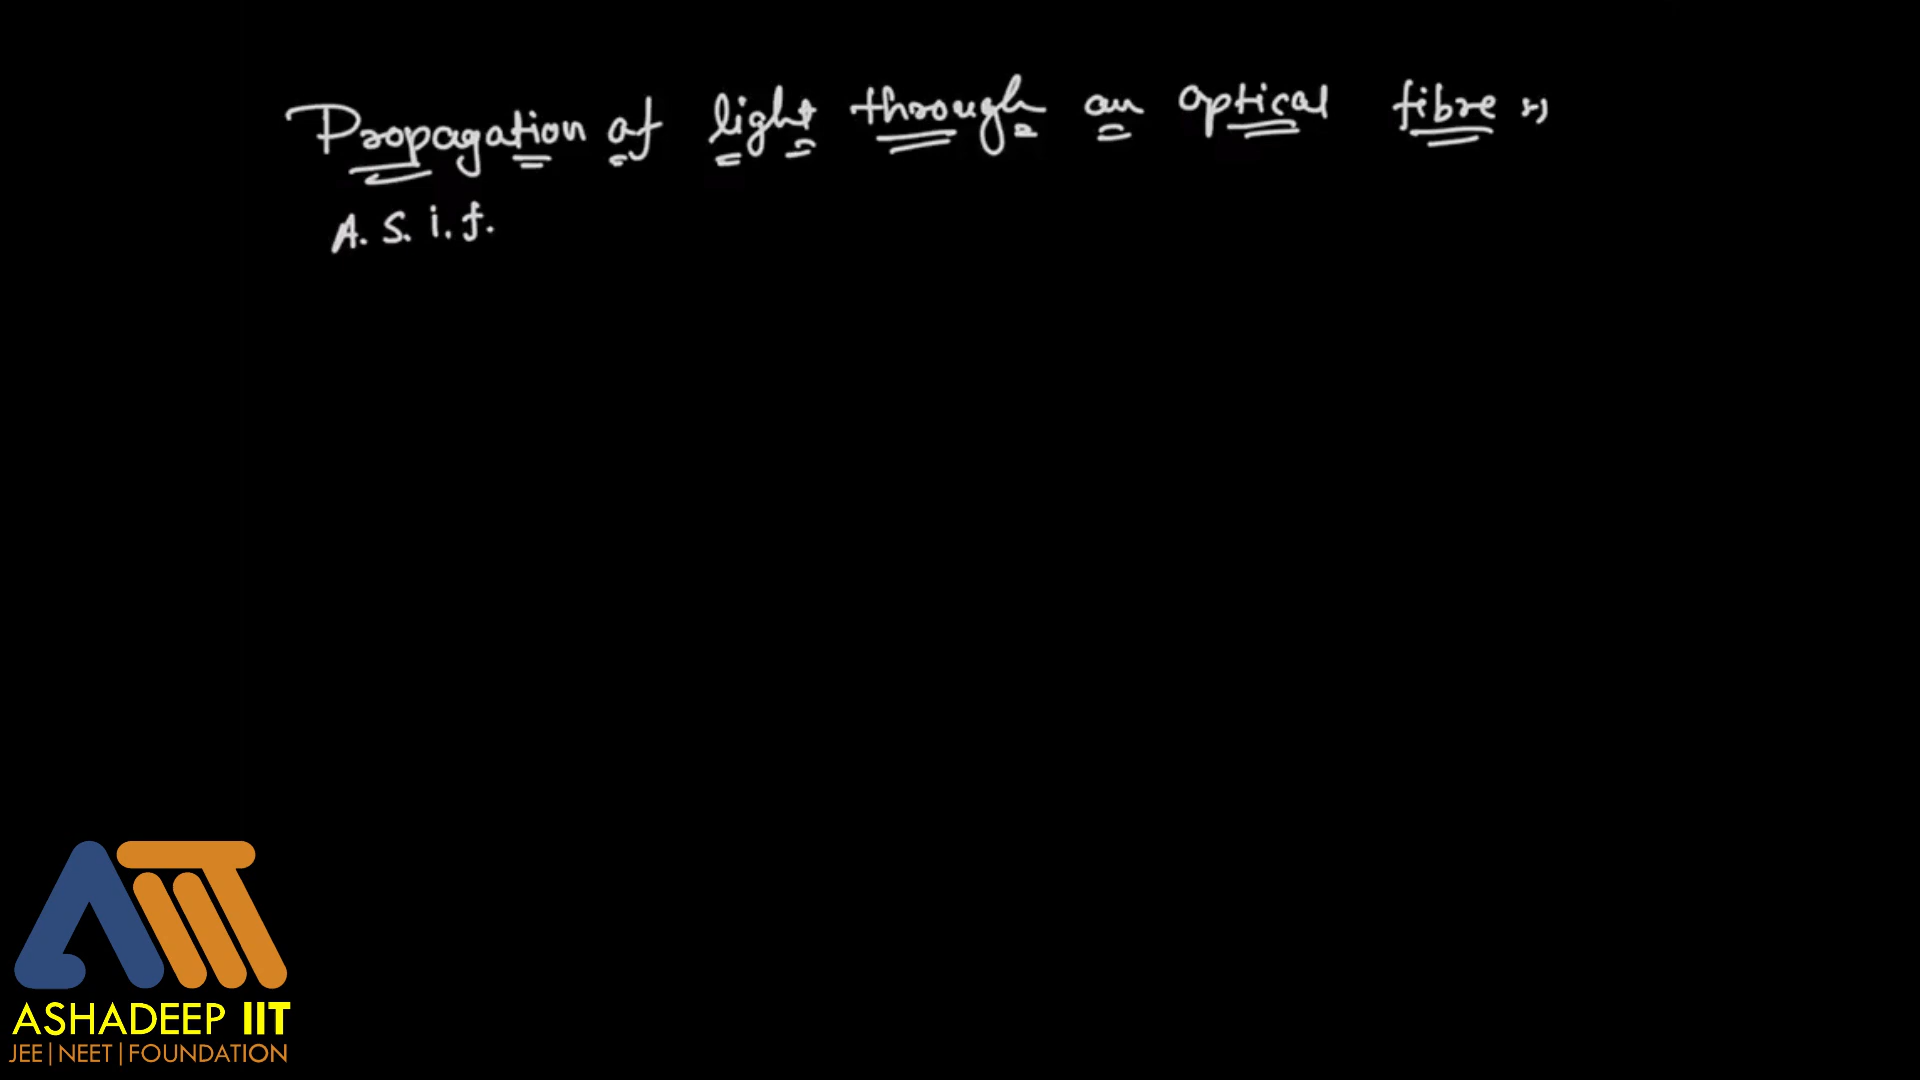 Propagation of light through an optical fibre :→
A. S. i. f.
ASHADEEP IIT
JEE|NEET|FOUNDATION